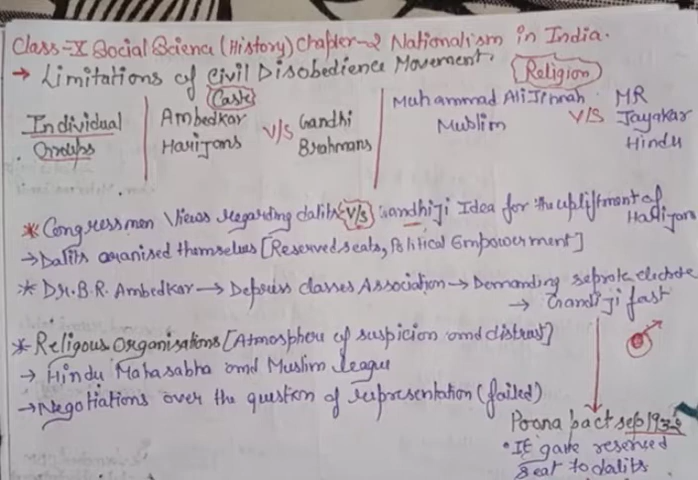 Class-X Social Science (History) Chapter-2 Nationalism in India.
→ Limitations of Civil Disobedience Movement.
Religion
Caste
Individual Groups
Ambedkar V/S Gandhi
Harijans Brahmans
Muhammad Ali Jinnah V/S MR Jayakar
Muslim Hindu
* Congressmen Views regarding dalits V/S Gandhiji Idea for the upliftment of Harijan
→ Dalits organised themselves [Reserved seats, Political Empowerment]
* Dr. B.R. Ambedkar → Depress classes Association → Demanding seprate electrate
→ Gandiji fast
* Religous Organisations [Atmospher of suspicion and distrust]
→ Hindu Mahasabha and Muslim league
→ Negotiations over the question of representation (failed)
Poona pact sep 1932
• IE gave reserved
seat to dalits